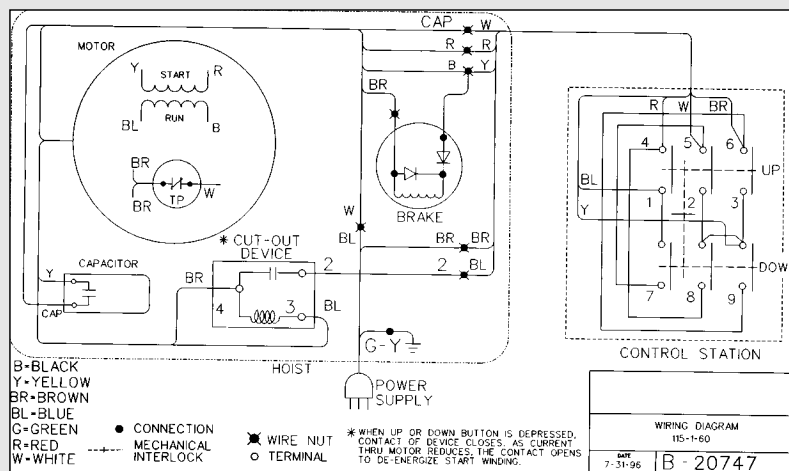 CAP W
R R
B Y
MOTOR
Y START R
RUN
BL B
BR
BR
TP W
BR
BRAKE
W
BL
* CUT-OUT
DEVICE
BR BR
2 2 BL
CAPACITOR
Y
CAP
BR
4 3 BL
G-Y
HOIST
POWER
SUPPLY
R W BR
4 5 6
UP
BL
1 2 3
Y
DOW
7 8 9
CONTROL STATION
B=BLACK
Y=YELLOW
BR=BROWN
BL=BLUE
G=GREEN
R=RED
W=WHITE
CONNECTION
MECHANICAL
INTERLOCK
WIRE NUT
TERMINAL
* WHEN UP OR DOWN BUTTON IS DEPRESSED,
CONTACT OF DEVICE CLOSES. AS CURRENT
THRU MOTOR REDUCES, THE CONTACT OPENS
TO DE-ENERGIZE START WINDING.
WIRING DIAGRAM
115-1-60
DATE
7-31-96
B-20747